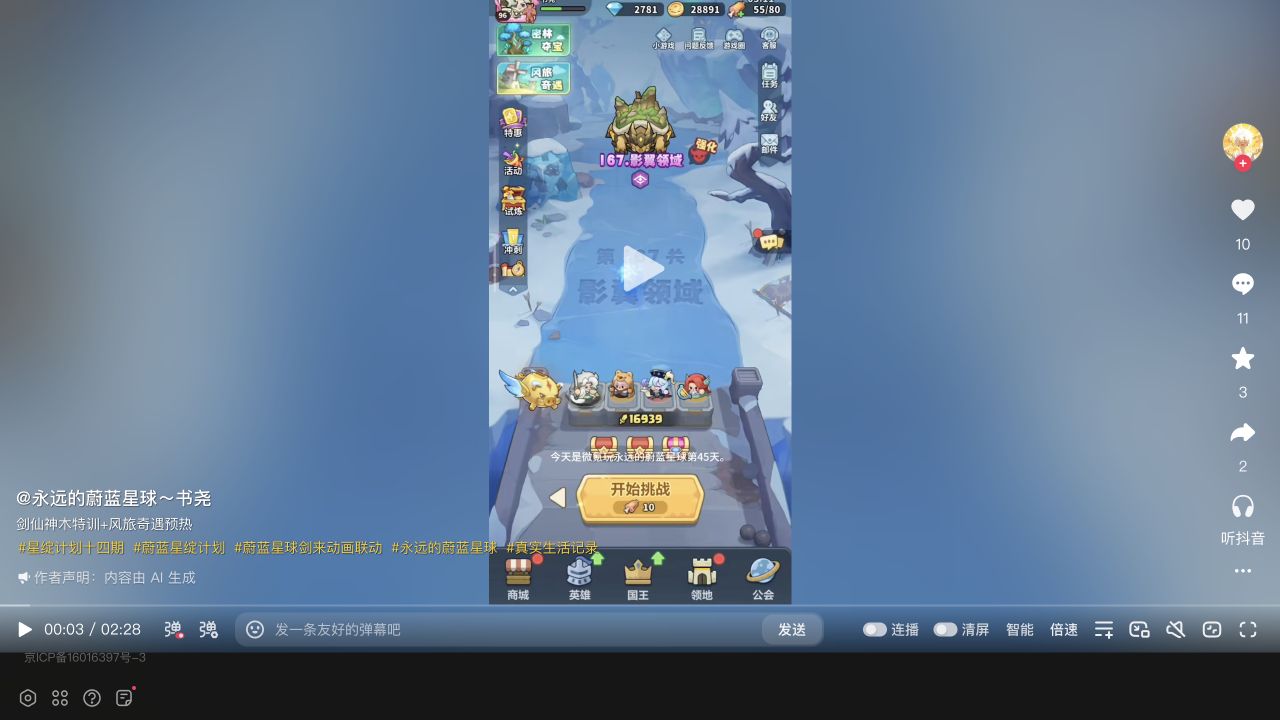 96
2781
28891
55/80
密林
夺宝
风旅
奇遇
小游戏
问题反馈
游戏圈
客服
任务
好友
邮件
特惠
活动
试炼
冲刺
167.影翼领域
强化
影翼领域
16939
今天是微氪玩永远的蔚蓝星球第45天。
开始挑战
10
商城
英雄
国王
领地
公会
@永远的蔚蓝星球～书尧
剑仙神木特训+风旅奇遇预热
#星绽计划十四期 #蔚蓝星绽计划 #蔚蓝星球剑来动画联动 #永远的蔚蓝星球 #真实生活记录
作者声明：内容由 AI 生成
10
11
3
2
听抖音
00:03 / 02:28
弹
弹
发一条友好的弹幕吧
发送
连播
清屏
智能
倍速
京ICP备16016397号-3